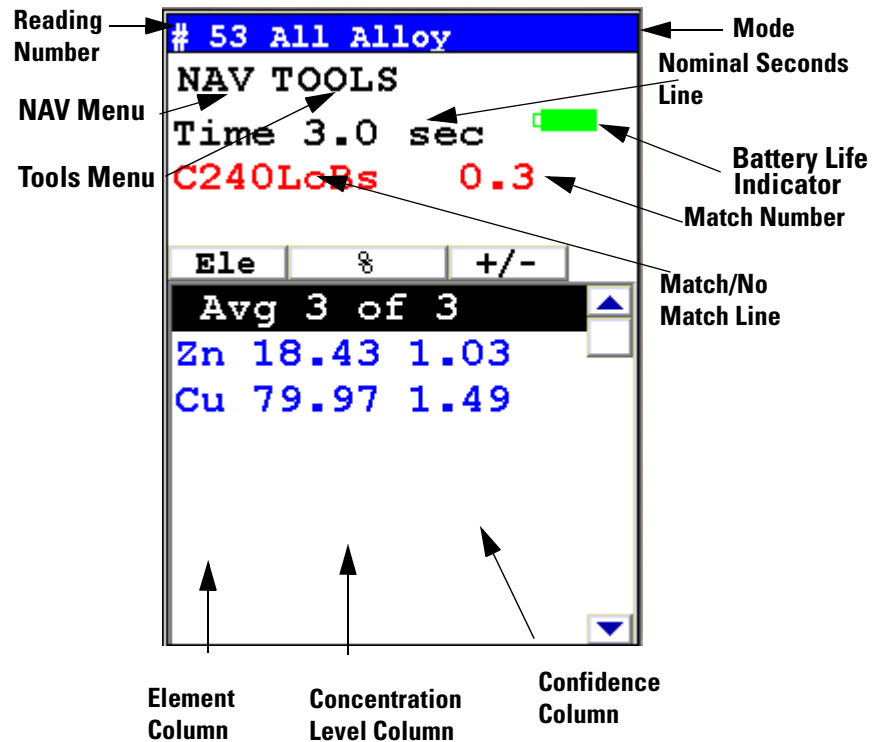 Reading
Number
# 53 All Alloy
Mode
NAV TOOLS
Nominal Seconds
Line
NAV Menu
Time 3.0 sec
Battery Life
Indicator
Tools Menu
C240LoBs 0.3
Match Number
Ele % +/-
Match/No
Match Line
Avg 3 of 3
Zn 18.43 1.03
Cu 79.97 1.49
Element
Column
Concentration
Level Column
Confidence
Column